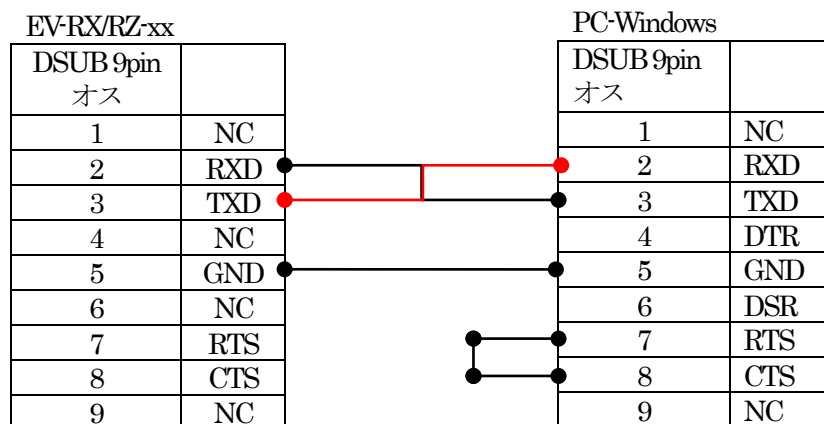 EV-RX/RZ-xx
DSUB 9pin
オス
1 NC
2 RXD
3 TXD
4 NC
5 GND
6 NC
7 RTS
8 CTS
9 NC
PC-Windows
DSUB 9pin
オス
1 NC
2 RXD
3 TXD
4 DTR
5 GND
6 DSR
7 RTS
8 CTS
9 NC